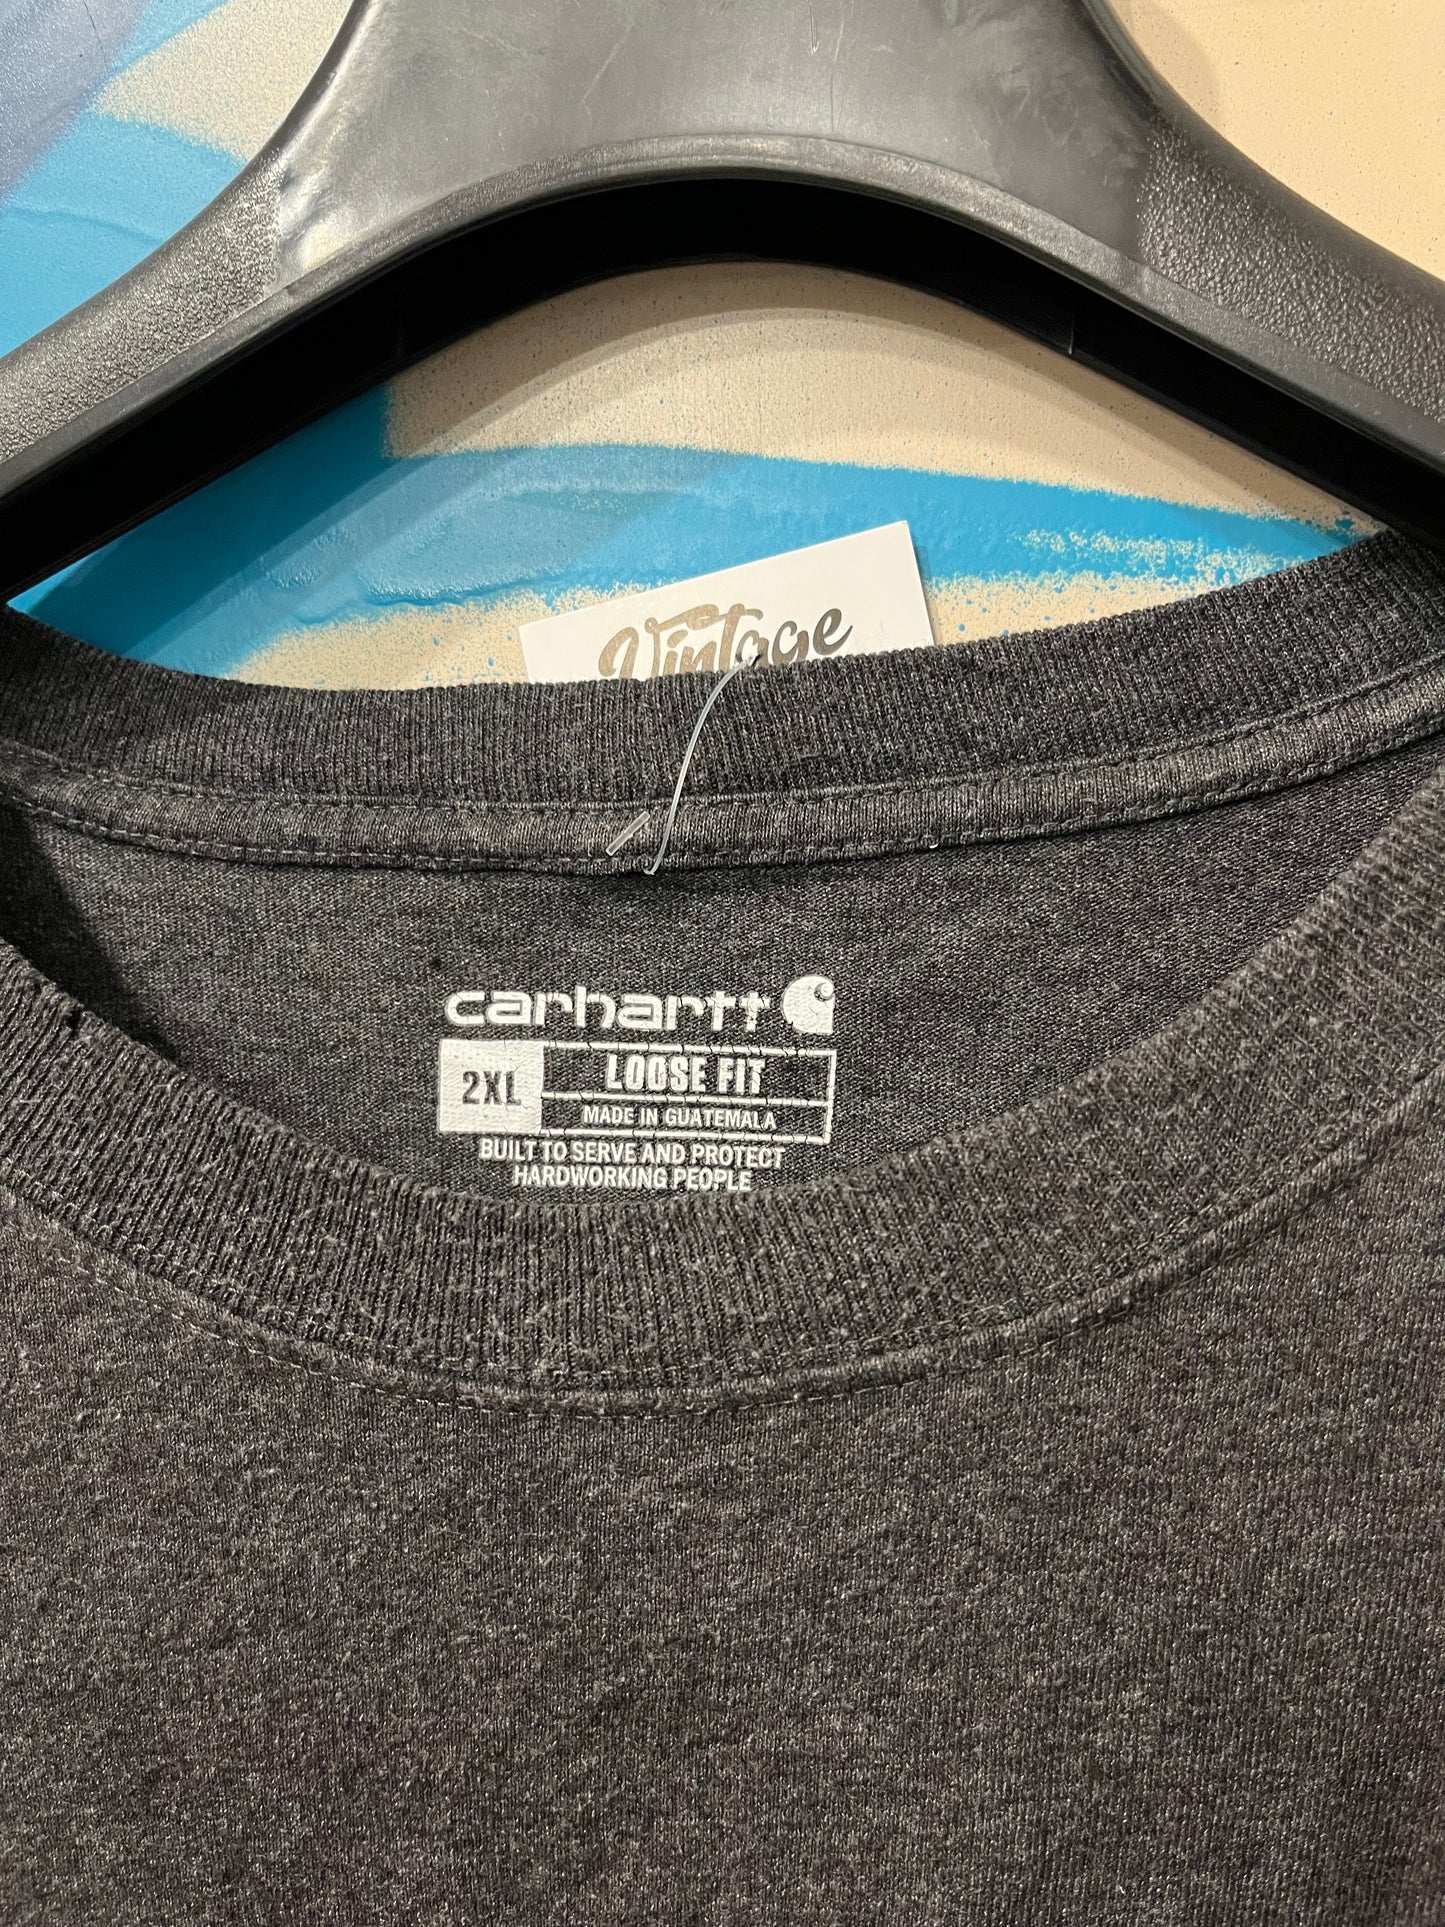 Vintage
carhartt
2XL
LOOSE FIT
MADE IN GUATEMALA
BUILT TO SERVE AND PROTECT
HARDWORKING PEOPLE